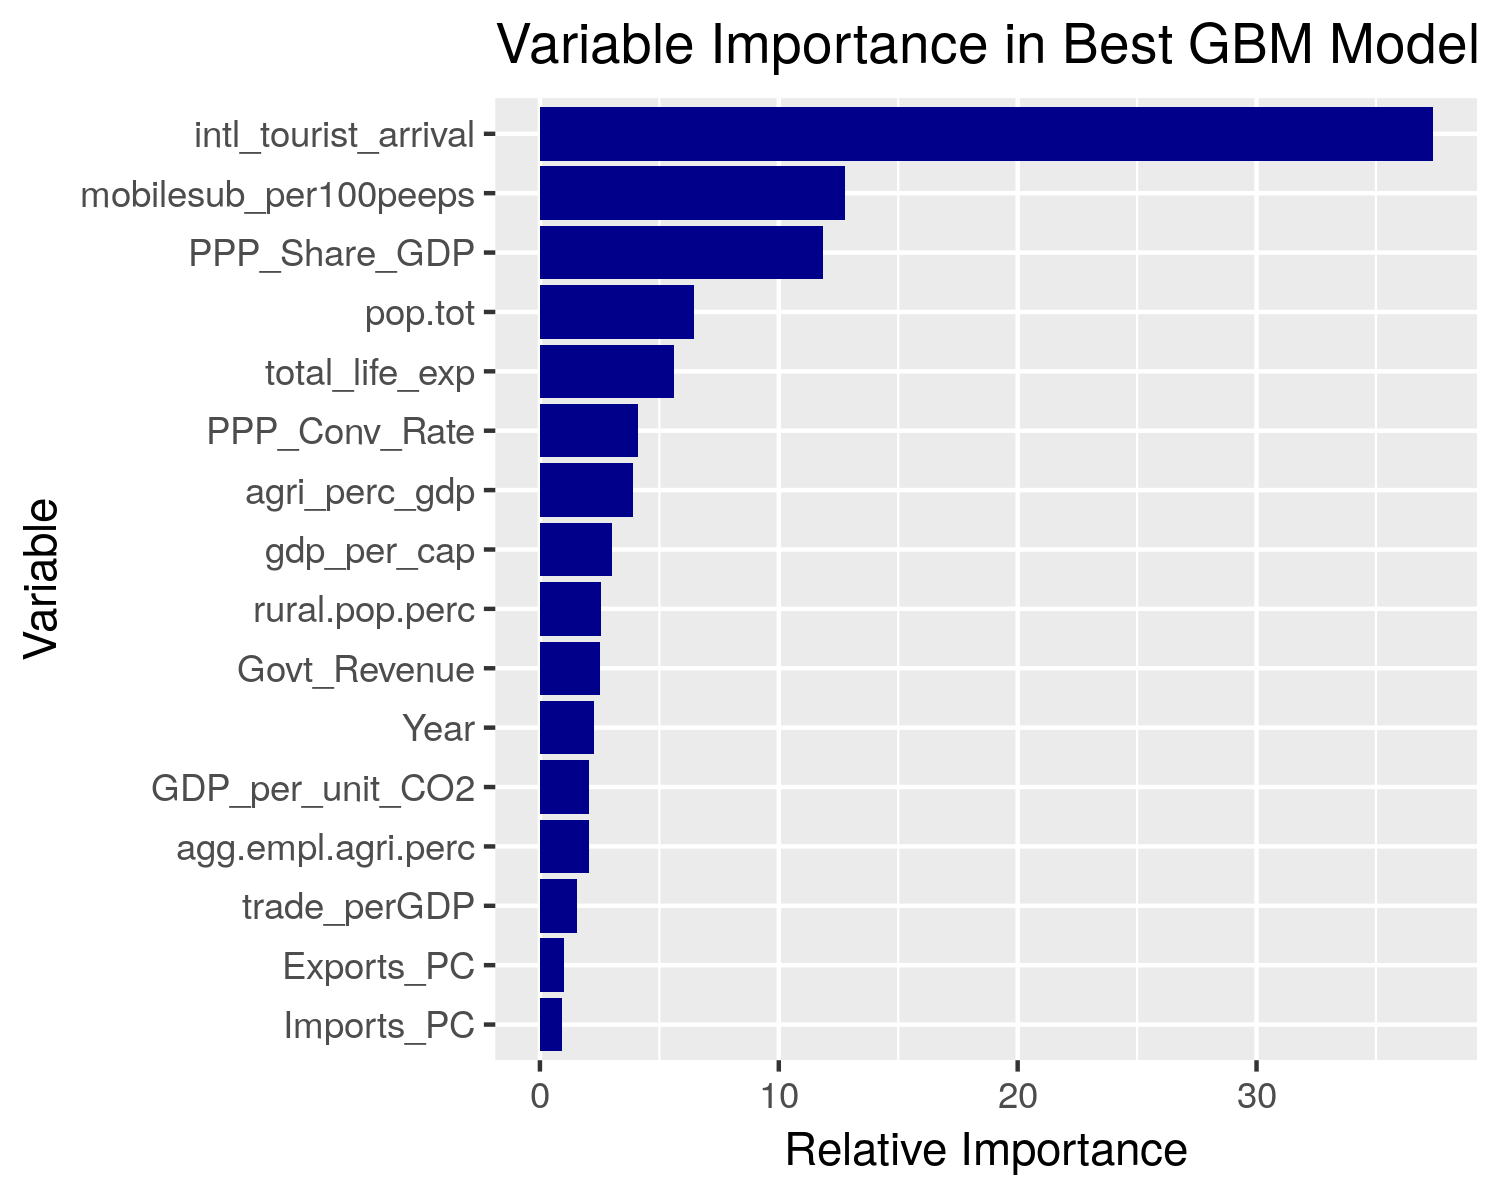 Variable Importance in Best GBM Model
Variable
intl_tourist_arrival
mobilesub_per100peeps
PPP_Share_GDP
pop.tot
total_life_exp
PPP_Conv_Rate
agri_perc_gdp
gdp_per_cap
rural.pop.perc
Govt_Revenue
Year
GDP_per_unit_CO2
agg.empl.agri.perc
trade_perGDP
Exports_PC
Imports_PC
0 10 20 30
Relative Importance